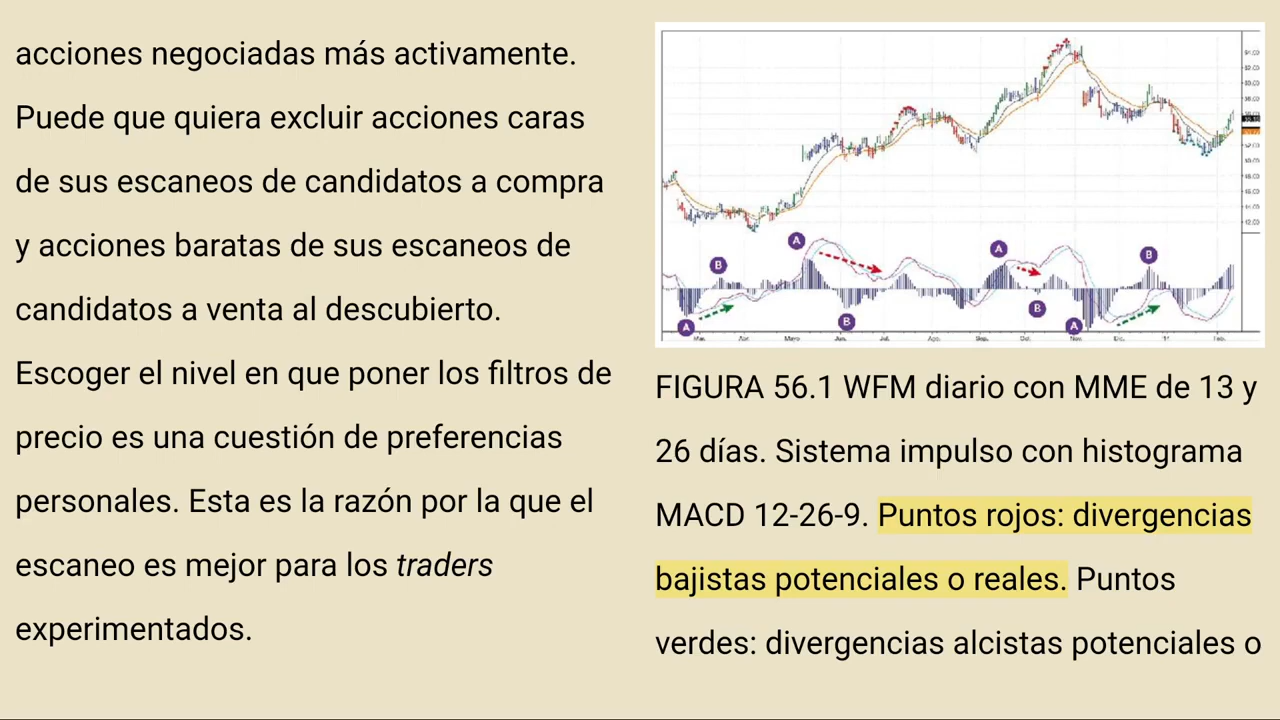 acciones negociadas más activamente.
Puede que quiera excluir acciones caras
de sus escaneos de candidatos a compra
y acciones baratas de sus escaneos de
candidatos a venta al descubierto.
Escoger el nivel en que poner los filtros de
precio es una cuestión de preferencias
personales. Esta es la razón por la que el
escaneo es mejor para los traders
experimentados.
A
A
B
B
A
B
B
A
FIGURA 56.1 WFM diario con MME de 13 y
26 días. Sistema impulso con histograma
MACD 12-26-9. Puntos rojos: divergencias
bajistas potenciales o reales. Puntos
verdes: divergencias alcistas potenciales o